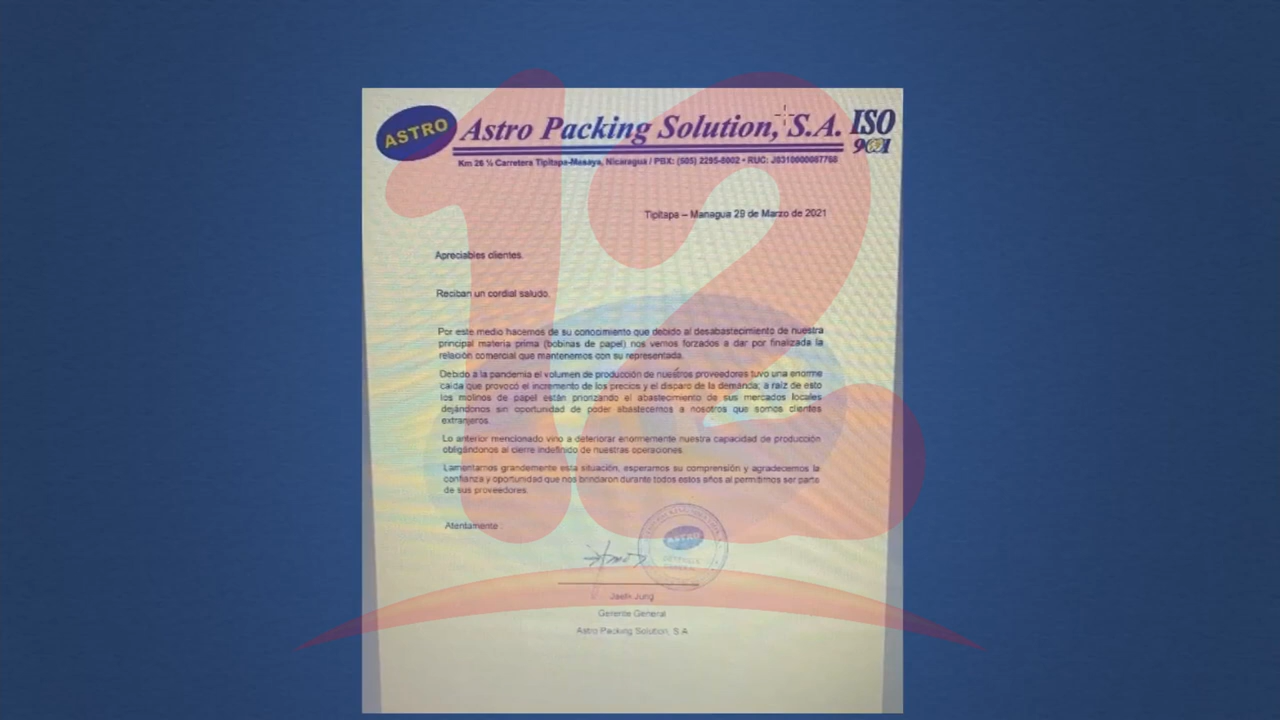 ASTRO
Astro Packing Solution, S.A.
ISO
9001
Km 26 ½ Carretera Tipitapa-Masaya, Nicaragua / PBX: (505) 2295-8002 • RUC: J0310000087768
Tipitapa – Managua 29 de Marzo de 2021
Apreciables clientes.
Reciban un cordial saludo.
Por este medio hacemos de su conocimiento que debido al desabastecimiento de nuestra
principal materia prima (bobinas de papel) nos vemos forzados a dar por finalizada la
relación comercial que mantenemos con su representada.
Debido a la pandemia el volumen de producción de nuestros proveedores tuvo una enorme
caída que provocó el incremento de los precios y el disparo de la demanda; a raíz de esto
los molinos de papel están priorizando el abastecimiento de sus mercados locales
dejándonos sin oportunidad de poder abastecernos a nosotros que somos clientes
extranjeros.
Lo anterior mencionado vino a deteriorar enormemente nuestra capacidad de producción
obligándonos al cierre indefinido de nuestras operaciones.
Lamentamos grandemente esta situación, esperamos su comprensión y agradecemos la
confianza y oportunidad que nos brindaron durante todos estos años al permitirnos ser parte
de sus proveedores.
Atentamente
ASTRO
Jung
Gerente General
Astro Packing Solution, S.A
12